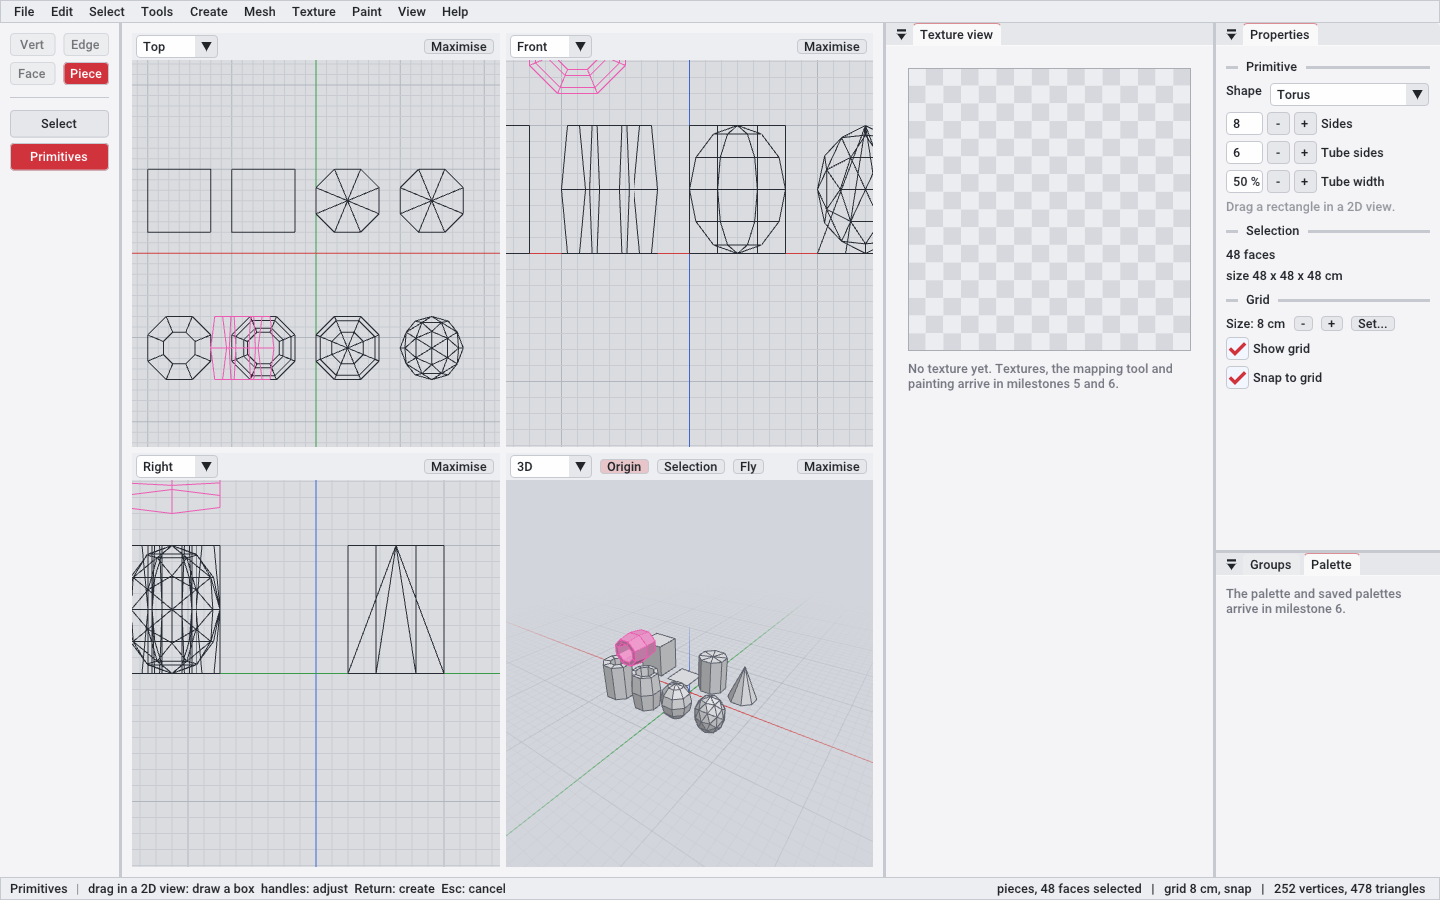 File Edit Select Tools Create Mesh Texture Paint View Help
Vert Edge
Face Piece
Select
Primitives
Top Maximise
Front Maximise
Right Maximise
3D Origin Selection Fly Maximise
Texture view
No texture yet. Textures, the mapping tool and
painting arrive in milestones 5 and 6.
Properties
Primitive
Shape Torus
8 - + Sides
6 - + Tube sides
50 % - + Tube width
Drag a rectangle in a 2D view.
Selection
48 faces
size 48 x 48 x 48 cm
Grid
Size: 8 cm - + Set...
Show grid
Snap to grid
Groups Palette
The palette and saved palettes
arrive in milestone 6.
Primitives | drag in a 2D view: draw a box handles: adjust Return: create Esc: cancel
pieces, 48 faces selected | grid 8 cm, snap | 252 vertices, 478 triangles